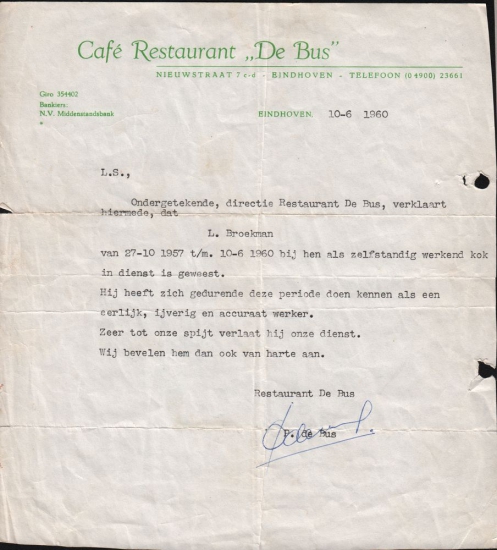 Café Restaurant „De Bus”
NIEUWSTRAAT 7 c-d - EINDHOVEN - TELEFOON (04900) 23661
Giro 354402
Bankiers:
N.V. Middenstandsbank
EINDHOVEN. 10-6 1960
L.S.,
Ondergetekende, directie Restaurant De Bus, verklaart
hiermede, dat
L. Broekman
van 27-10 1957 t/m. 10-6 1960 bij hen als zelfstandig werkend kok
in dienst is geweest.
Hij heeft zich gedurende deze periode doen kennen als een
eerlijk, ijverig en accuraat werker.
Zeer tot onze spijt verlaat hij onze dienst.
Wij bevelen hem dan ook van harte aan.
Restaurant De Bus
P. de Bus